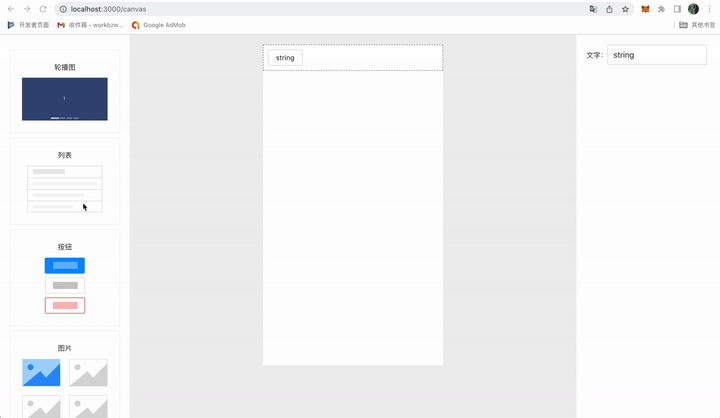 localhost:3000/canvas
开发者页面
收件箱 - workbzw...
Google AdMob
其他书签
轮播图
1
列表
按钮
图片
string
文字：
string